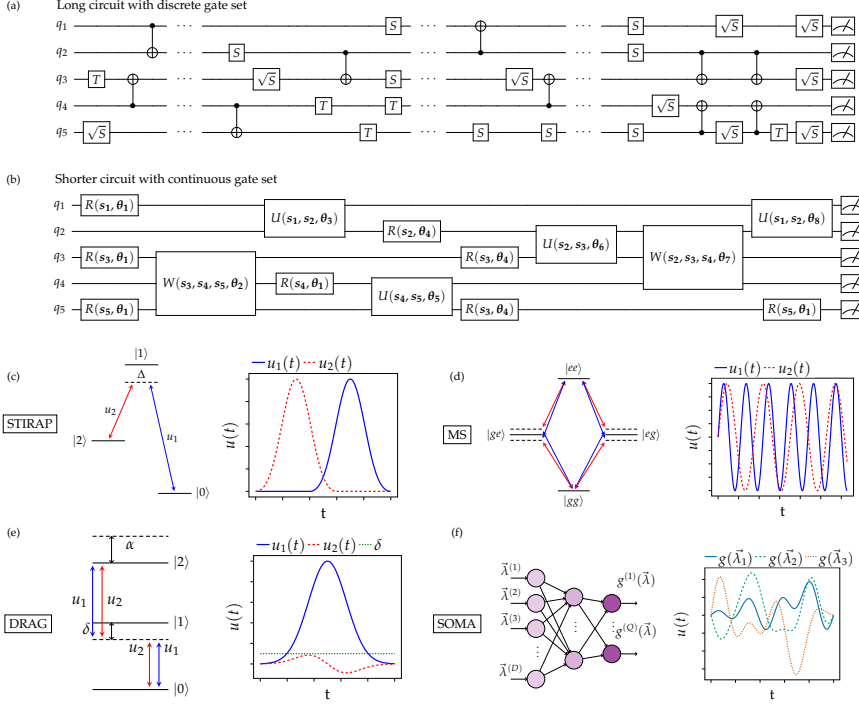 (a) Long circuit with discrete gate set
q₁ ··· S ··· ··· S √S √S
q₂ ··· S ··· ··· S
q₃ T ··· √S S ··· √S ··· √S
q₄ ··· T T ··· ··· √S
q₅ √S ··· T ··· S S ··· S √S T √S
(b) Shorter circuit with continuous gate set
q₁ R(s₁, θ₁) U(s₁, s₂, θ₃) U(s₁, s₂, θ₈)
q₂ R(s₂, θ₄) U(s₂, s₃, θ₆)
q₃ R(s₃, θ₁) W(s₃, s₄, s₅, θ₂) R(s₃, θ₄) W(s₂, s₃, s₄, θ₇)
q₄ R(s₄, θ₁) U(s₄, s₅, θ₅)
q₅ R(s₅, θ₁) R(s₃, θ₄) R(s₅, θ₁)
(c)
STIRAP
|1⟩
Δ
u₂
u₁
|2⟩
|0⟩
u₁(t) u₂(t)
u(t)
t
(d)
MS
|ee⟩
|ge⟩
|eg⟩
|gg⟩
u₁(t) u₂(t)
u(t)
t
(e)
DRAG
α
|2⟩
u₁ u₂
|1⟩
δ
u₂ u₁
|0⟩
u₁(t) u₂(t) δ
u(t)
t
(f)
SOMA
λ⃗⁽¹⁾
λ⃗⁽²⁾
λ⃗⁽³⁾
⋮
λ⃗⁽ᴰ⁾
g⁽¹⁾(λ⃗)
⋮
g⁽Q⁾(λ⃗)
g(λ⃗₁) g(λ⃗₂) g(λ⃗₃)
u(t)
t